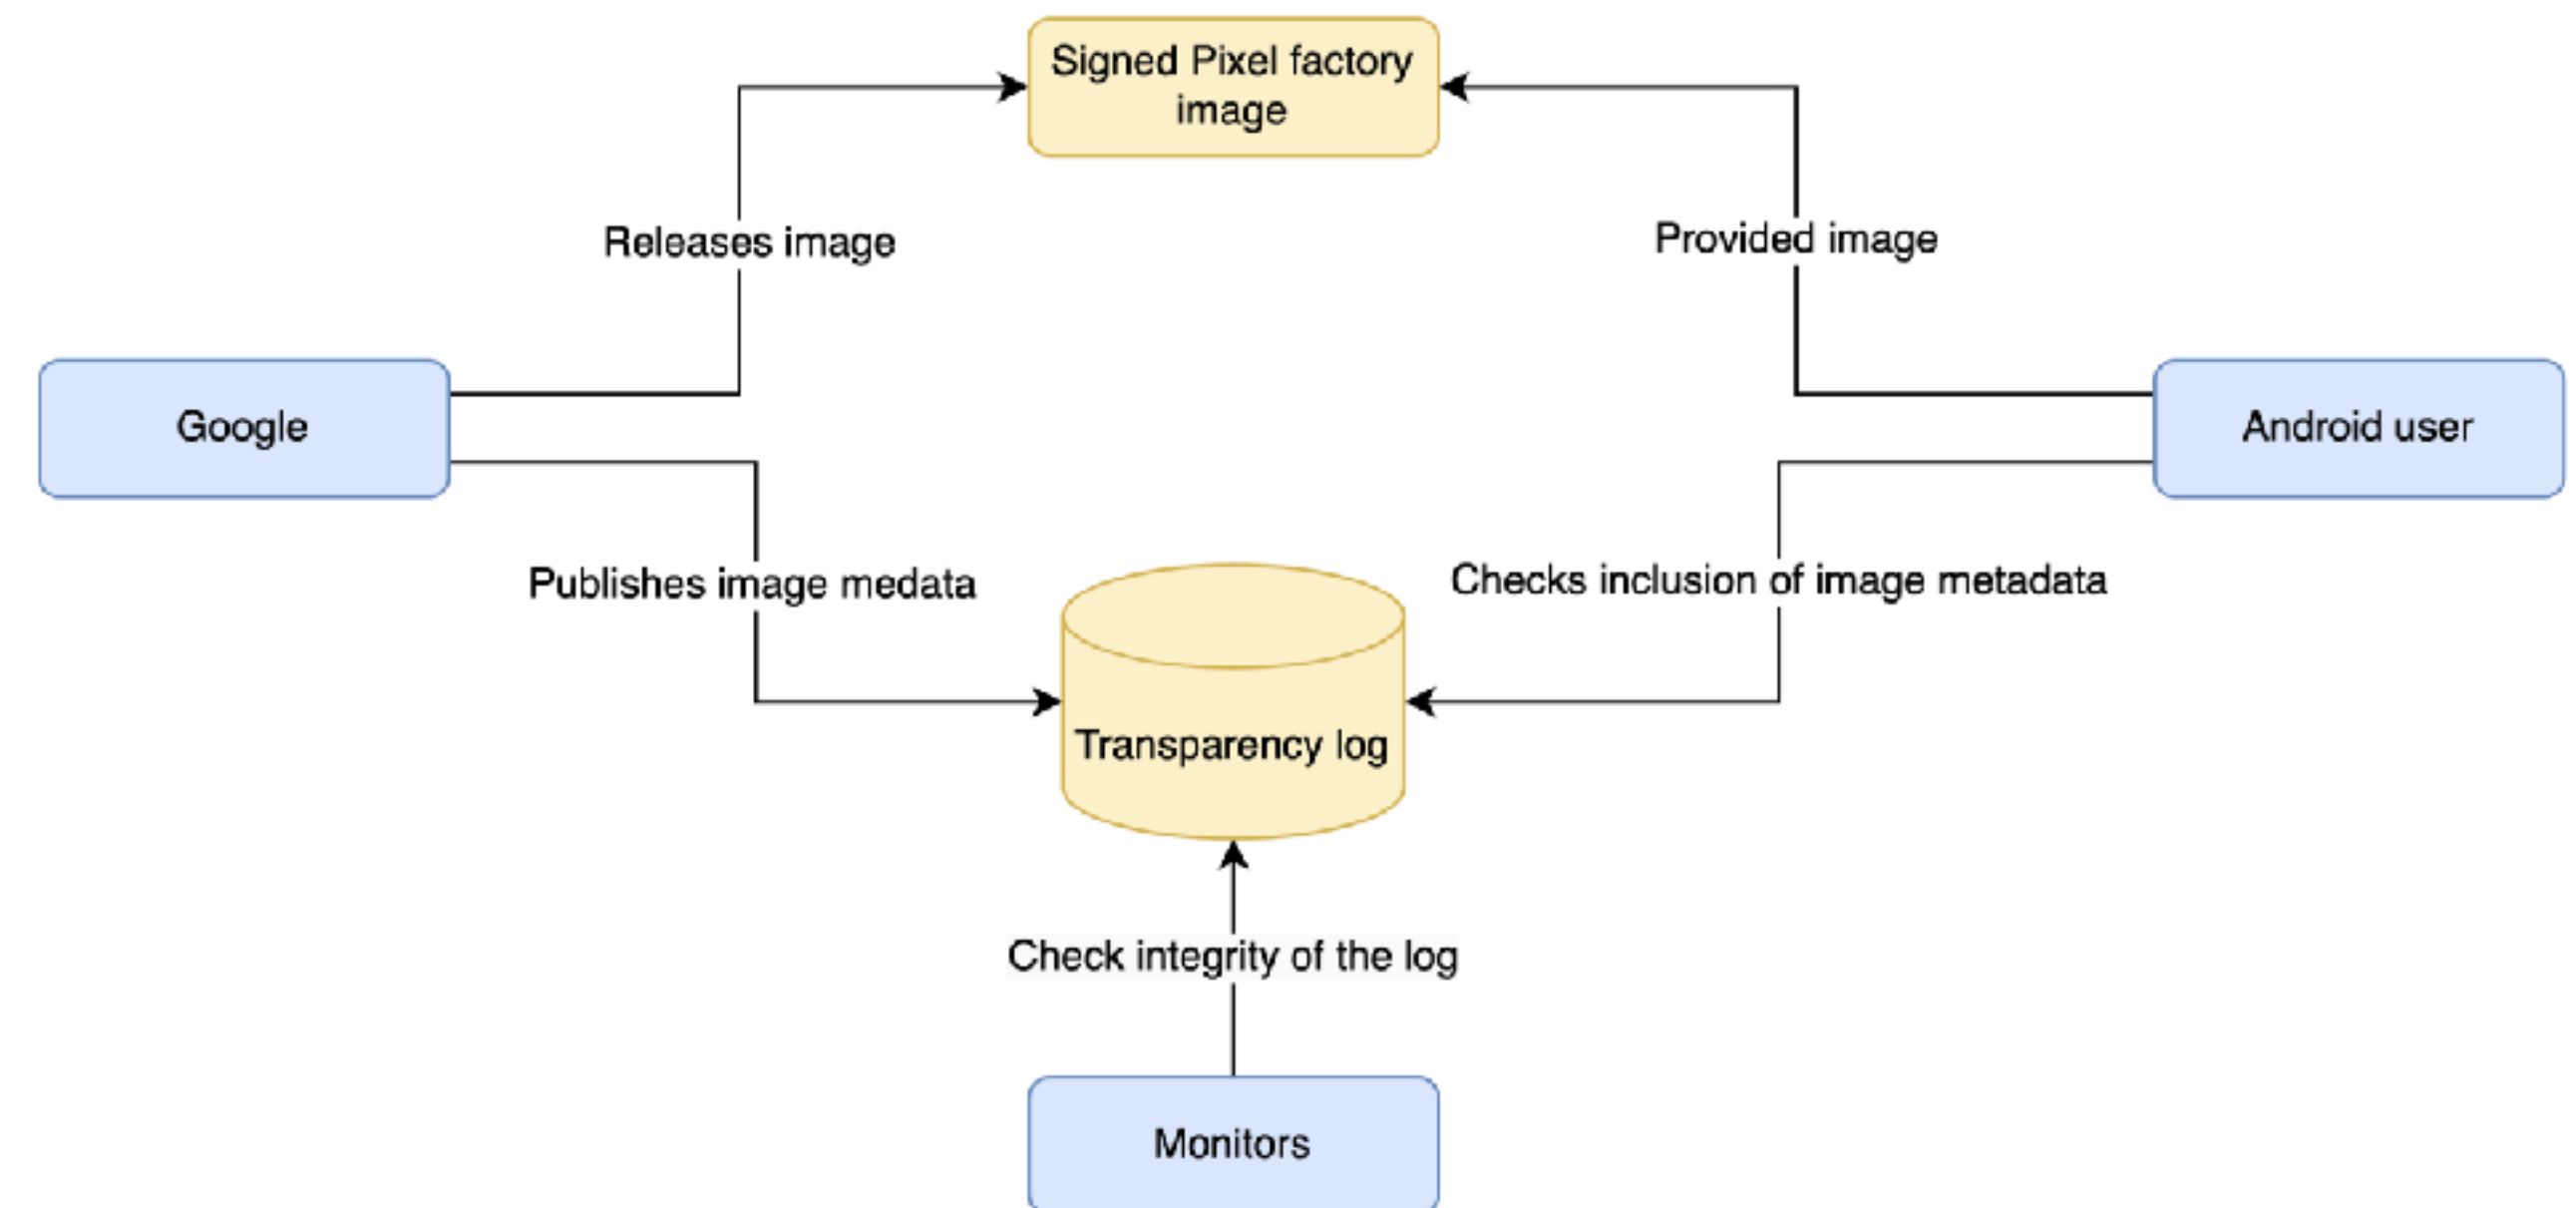 Signed Pixel factory
image
Releases image
Provided image
Google
Android user
Publishes image medata
Checks inclusion of image metadata
Transparency log
Check integrity of the log
Monitors